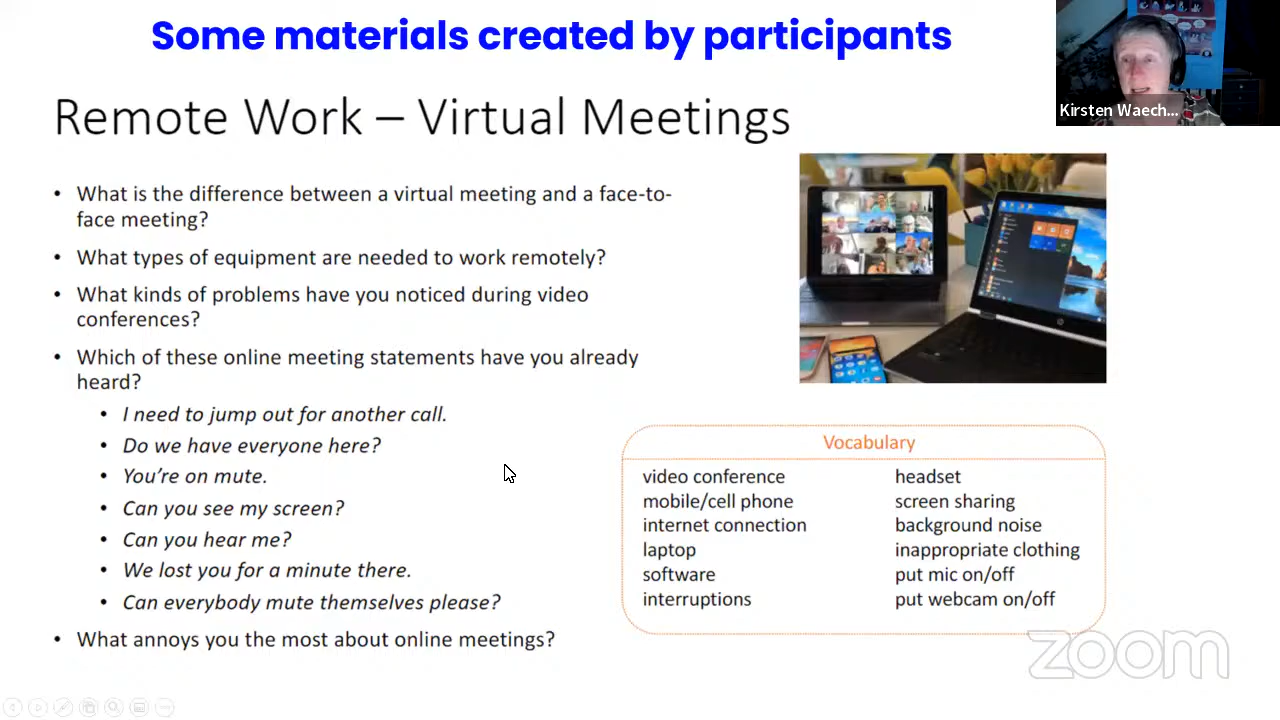 Some materials created by participants
Kirsten Waech...
Remote Work – Virtual Meetings
• What is the difference between a virtual meeting and a face-to-
face meeting?
• What types of equipment are needed to work remotely?
• What kinds of problems have you noticed during video
conferences?
• Which of these online meeting statements have you already
heard?
• I need to jump out for another call.
• Do we have everyone here?
• You’re on mute.
• Can you see my screen?
• Can you hear me?
• We lost you for a minute there.
• Can everybody mute themselves please?
• What annoys you the most about online meetings?
Vocabulary
video conference
mobile/cell phone
internet connection
laptop
software
interruptions
headset
screen sharing
background noise
inappropriate clothing
put mic on/off
put webcam on/off
zoom